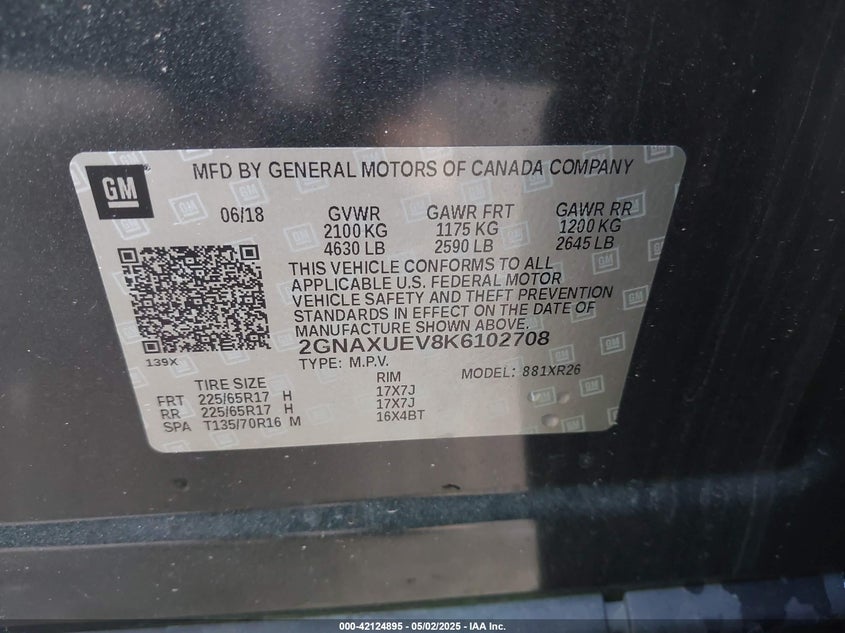 GM
MFD BY GENERAL MOTORS OF CANADA COMPANY
06/18 GVWR GAWR FRT GAWR RR
2100 KG 1175 KG 1200 KG
4630 LB 2590 LB 2645 LB
THIS VEHICLE CONFORMS TO ALL
APPLICABLE U.S. FEDERAL MOTOR
VEHICLE SAFETY AND THEFT PREVENTION
STANDARDS IN EFFECT ON THE DATE OF
MANUFACTURE SHOWN ABOVE.
139X
2GNAXUEV8K6102708
TYPE: M.P.V. MODEL: 881XR26
TIRE SIZE RIM
FRT 225/65R17 H 17X7J
RR 225/65R17 H 17X7J
SPA T135/70R16 M 16X4BT
000-42124895 - 05/02/2025 - IAA Inc.